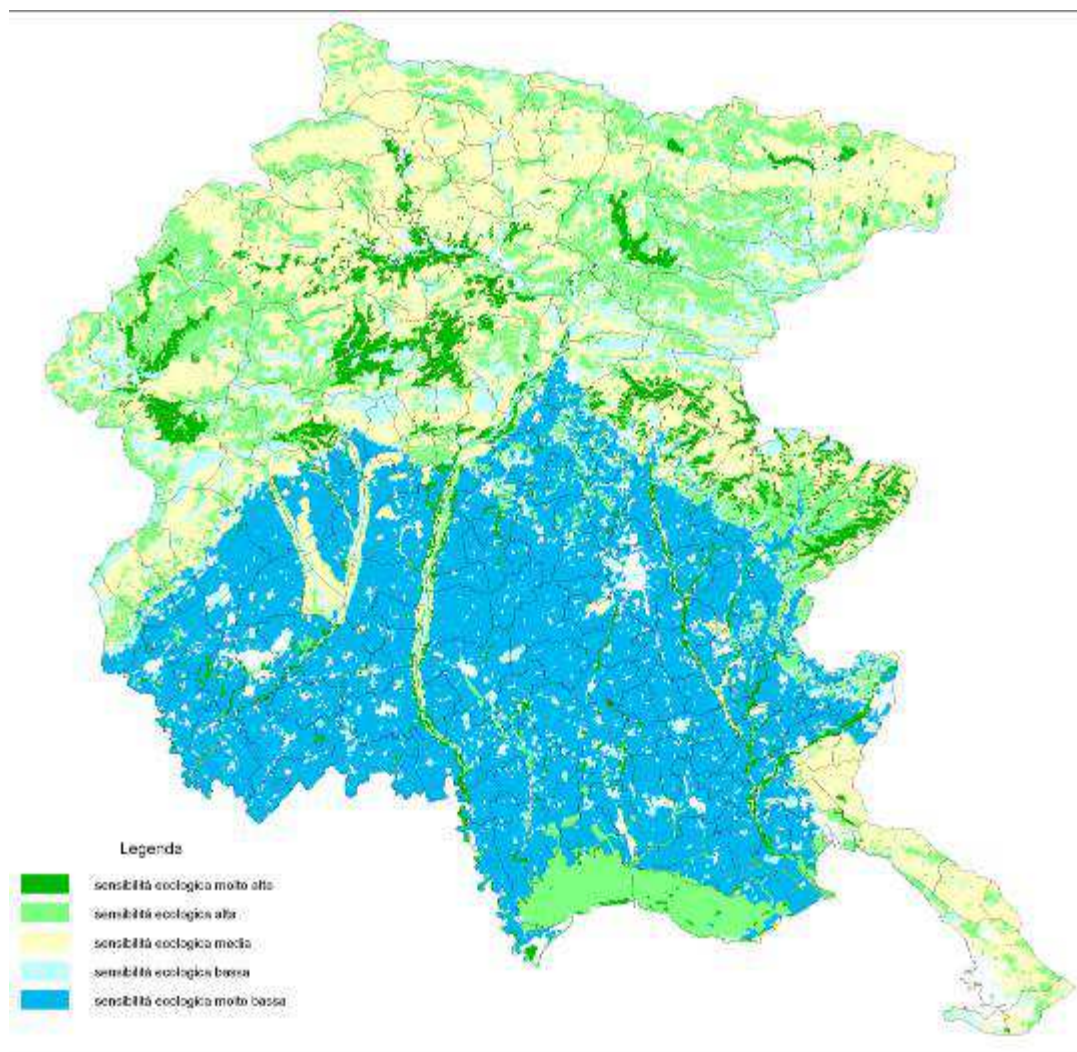 Legenda
sensibilità ecologica molto alta
sensibilità ecologica alta
sensibilità ecologica media
sensibilità ecologica bassa
sensibilità ecologica molto bassa